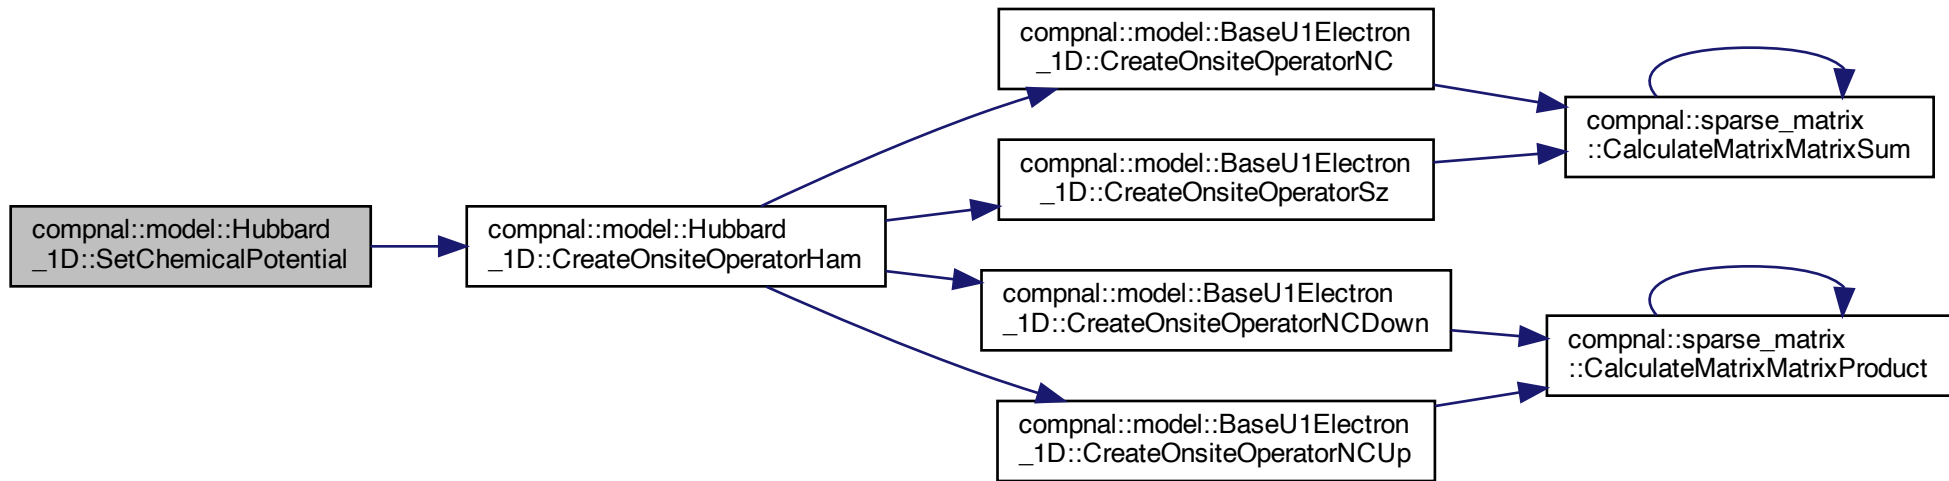 compnal::model::Hubbard
_1D::SetChemicalPotential
compnal::model::Hubbard
_1D::CreateOnsiteOperatorHam
compnal::model::BaseU1Electron
_1D::CreateOnsiteOperatorNC
compnal::model::BaseU1Electron
_1D::CreateOnsiteOperatorSz
compnal::model::BaseU1Electron
_1D::CreateOnsiteOperatorNCDown
compnal::model::BaseU1Electron
_1D::CreateOnsiteOperatorNCUp
compnal::sparse_matrix
::CalculateMatrixMatrixSum
compnal::sparse_matrix
::CalculateMatrixMatrixProduct